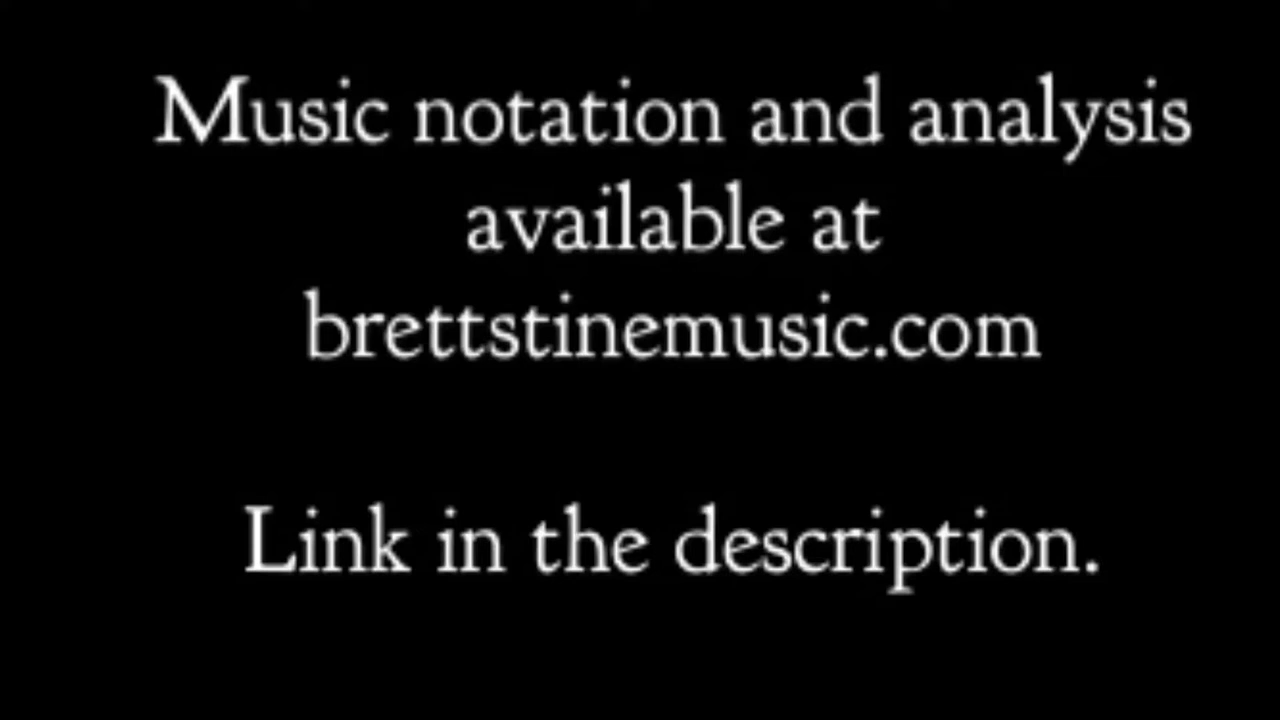 Music notation and analysis
available at
brettstinemusic.com
Link in the description.